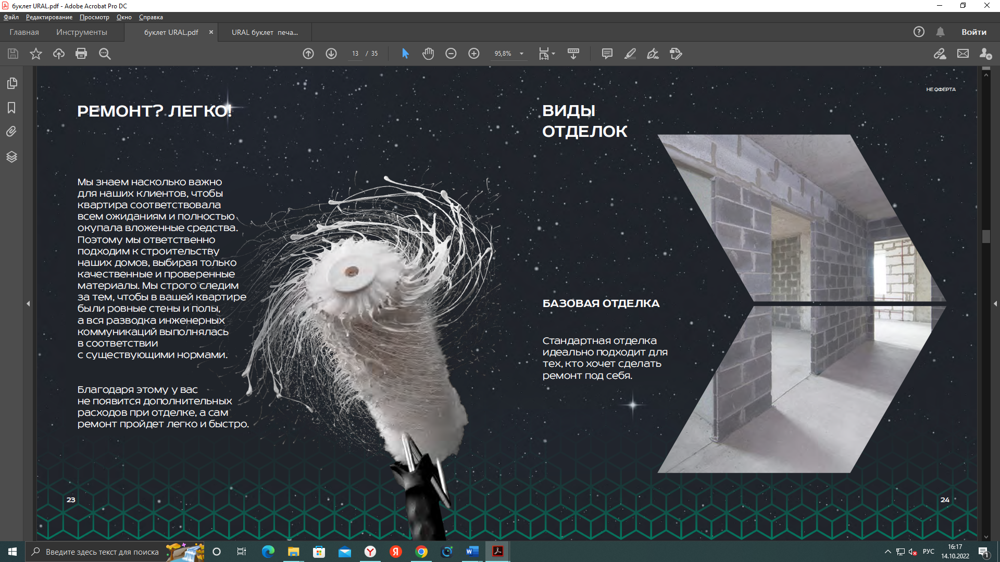 буклет URAL.pdf - Adobe Acrobat Pro DC
Файл Редактирование Просмотр Окно Справка
Главная Инструменты буклет URAL.pdf × URAL буклет печа... Войти
13 / 35 95,8%
НЕ ОФЕРТА
РЕМОНТ? ЛЕГКО!
Мы знаем насколько важно
для наших клиентов, чтобы
квартира соответствовала
всем ожиданиям и полностью
окупала вложенные средства.
Поэтому мы ответственно
подходим к строительству
наших домов, выбирая только
качественные и проверенные
материалы. Мы строго следим
за тем, чтобы в вашей квартире
были ровные стены и полы,
а вся разводка инженерных
коммуникаций выполнялась
в соответствии
с существующими нормами.
Благодаря этому у вас
не появится дополнительных
расходов при отделке, а сам
ремонт пройдет легко и быстро.
23
ВИДЫ
ОТДЕЛОК
БАЗОВАЯ ОТДЕЛКА
Стандартная отделка
идеально подходит для
тех, кто хочет сделать
ремонт под себя.
24
Введите здесь текст для поиска
РУС
16:17
14.10.2022
1